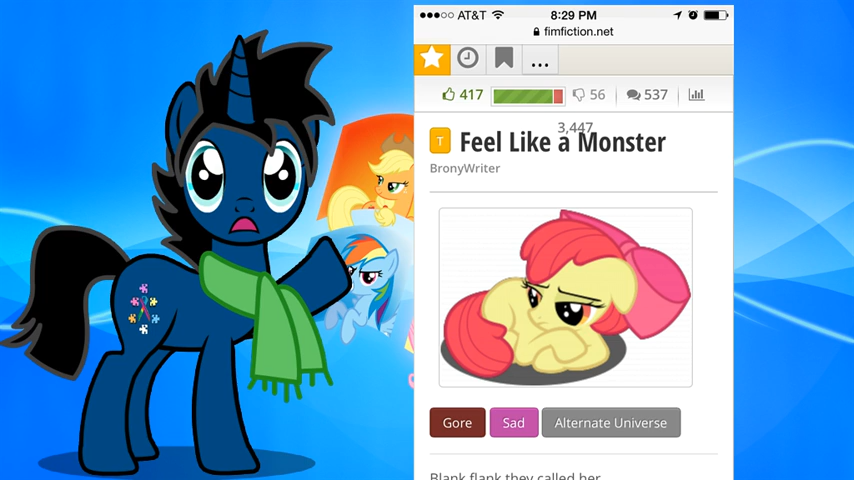 AT&T 8:29 PM
fimfiction.net
...
417 56 537
3,447
T Feel Like a Monster
BronyWriter
Gore Sad Alternate Universe
Blank flank they called her